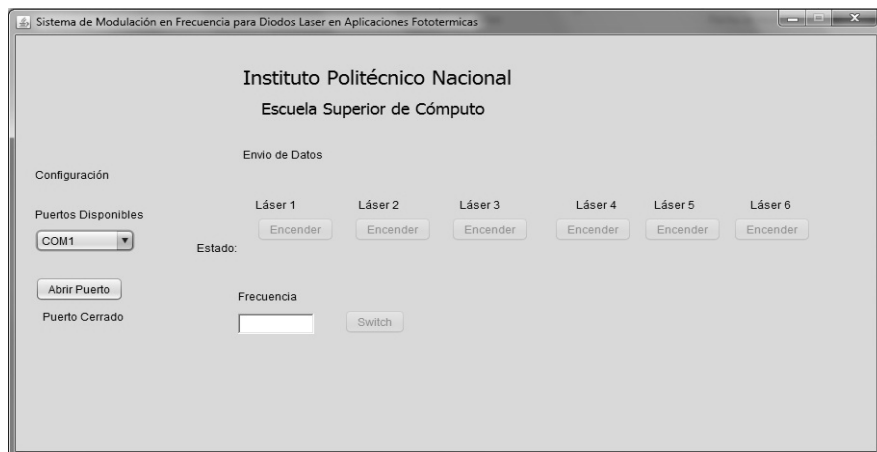 Sistema de Modulación en Frecuencia para Diodos Laser en Aplicaciones Fototermicas
Instituto Politécnico Nacional
Escuela Superior de Cómputo
Envio de Datos
Configuración
Láser 1 Láser 2 Láser 3 Láser 4 Láser 5 Láser 6
Puertos Disponibles
Encender Encender Encender Encender Encender Encender
COM1
Estado:
Abrir Puerto
Frecuencia
Puerto Cerrado
Switch